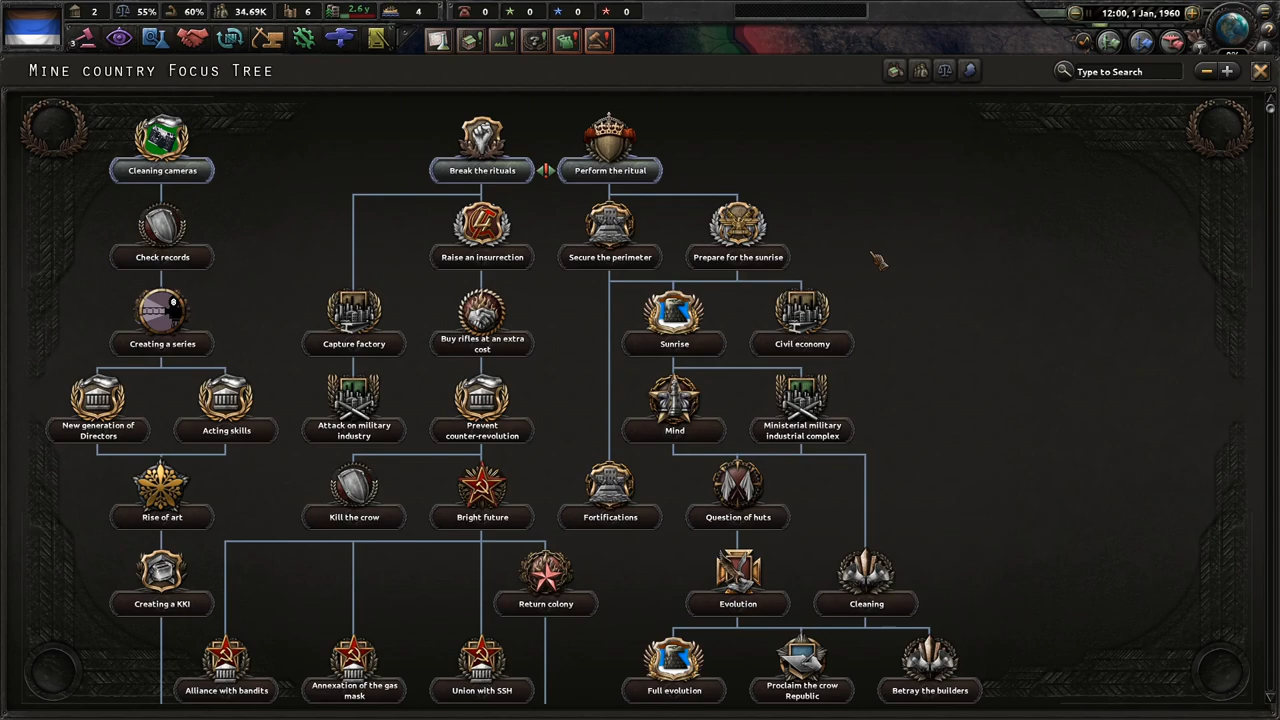 2
55%
60%
34.69K
6
2.6 y
4
0
0
0
0
12:00, 1 Jan, 1960
3
Mine country Focus Tree
Type to Search
Cleaning cameras
Break the rituals
Perform the ritual
Check records
Raise an insurrection
Secure the perimeter
Prepare for the sunrise
Creating a series
Capture factory
Buy rifles at an extra
cost
Sunrise
Civil economy
New generation of
Directors
Acting skills
Attack on military
industry
Prevent
counter-revolution
Mind
Ministerial military
industrial complex
Rise of art
Kill the crow
Bright future
Fortifications
Question of huts
Creating a KKI
Return colony
Evolution
Cleaning
Alliance with bandits
Annexation of the gas
mask
Union with SSH
Full evolution
Proclaim the crow
Republic
Betray the builders